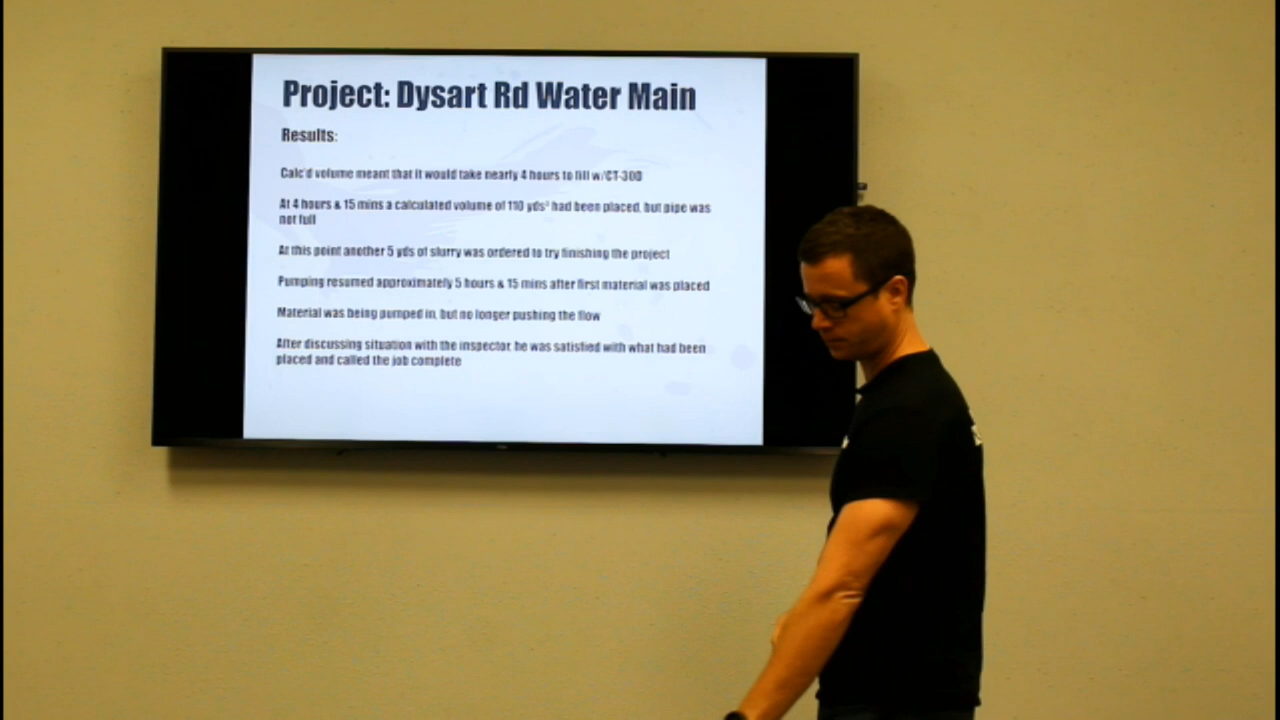 Project: Dysart Rd Water Main
Results:
Calc'd volume meant that it would take nearly 4 hours to fill w/CT-300
At 4 hours & 15 mins a calculated volume of 110 yds³ had been placed, but pipe was
not full
At this point another 5 yds of slurry was ordered to try finishing the project
Pumping resumed approximately 5 hours & 15 mins after first material was placed
Material was being pumped in, but no longer pushing the flow
After discussing situation with the inspector, he was satisfied with what had been
placed and called the job complete